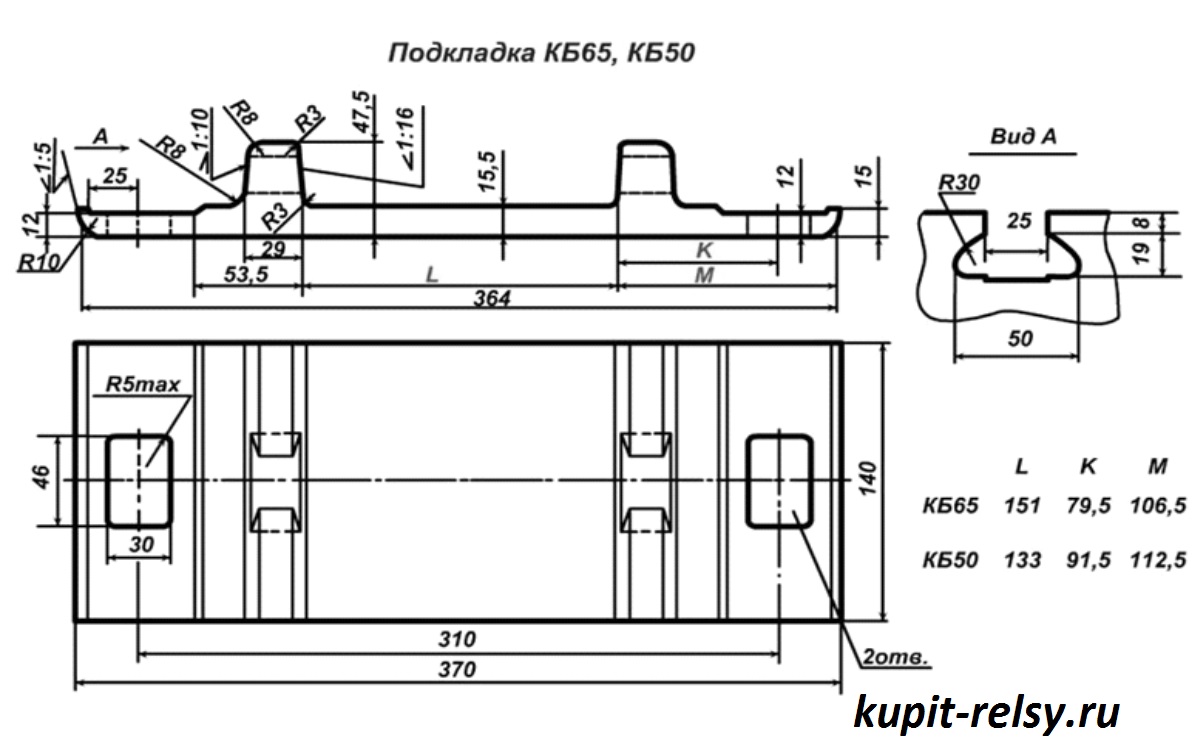 Подкладка КБ65, КБ50
∠1:5
A
25
R8
∠1:10
R8
R3
47,5
∠1:16
15,5
12
15
12
R10
R3
29
53,5
L
K
M
364
Вид А
R30
25
8
19
50
R5max
46
30
140
310
370
2отв.
L K M
КБ65 151 79,5 106,5
КБ50 133 91,5 112,5
kupit-relsy.ru